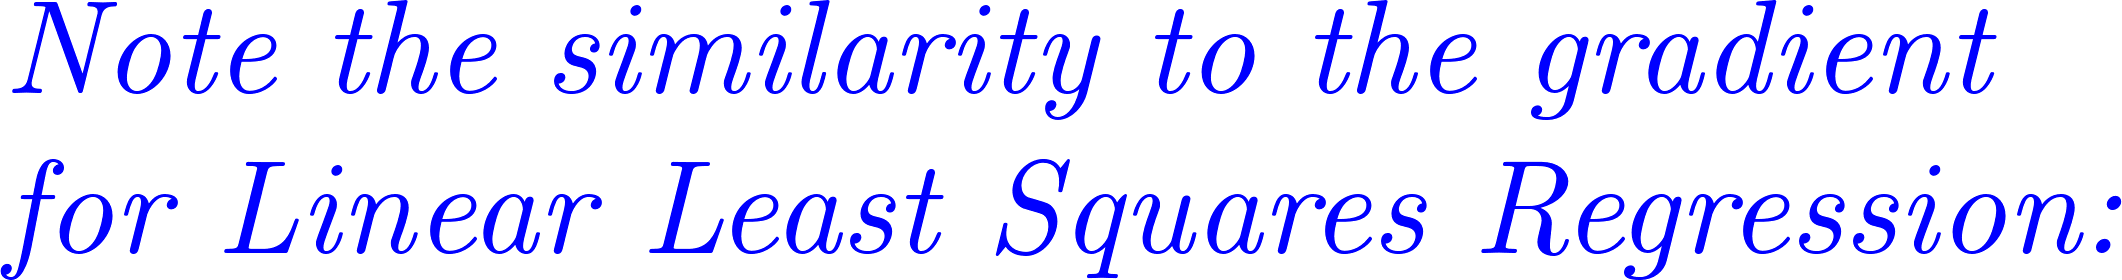 Note the similarity to the gradient
for Linear Least Squares Regression: